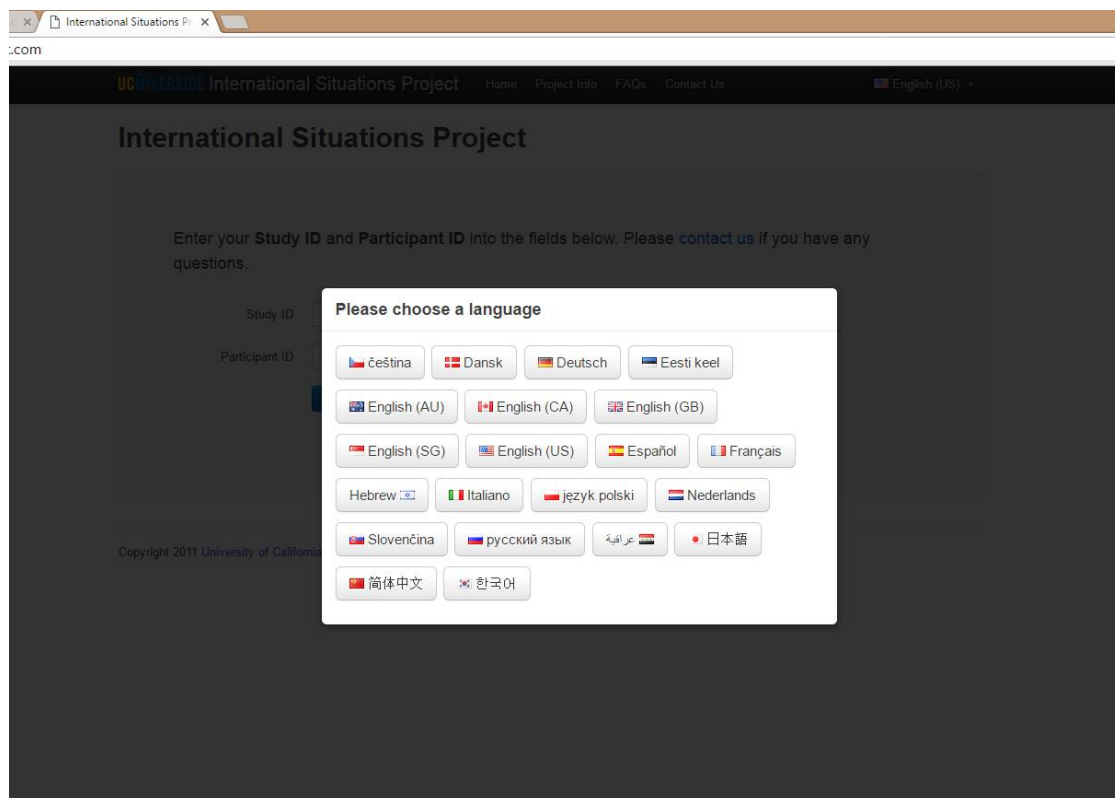 International Situations Pr
.com
UCRIVERSIDE International Situations Project Home Project Info FAQs Contact Us English (US)
International Situations Project
Enter your Study ID and Participant ID into the fields below. Please contact us if you have any
questions.
Study ID
Participant ID
Please choose a language
čeština Dansk Deutsch Eesti keel
English (AU) English (CA) English (GB)
English (SG) English (US) Español Français
Hebrew Italiano język polski Nederlands
Slovenčina русский язык عراقية 日本語
简体中文 한국어
Copyright 2011 University of California